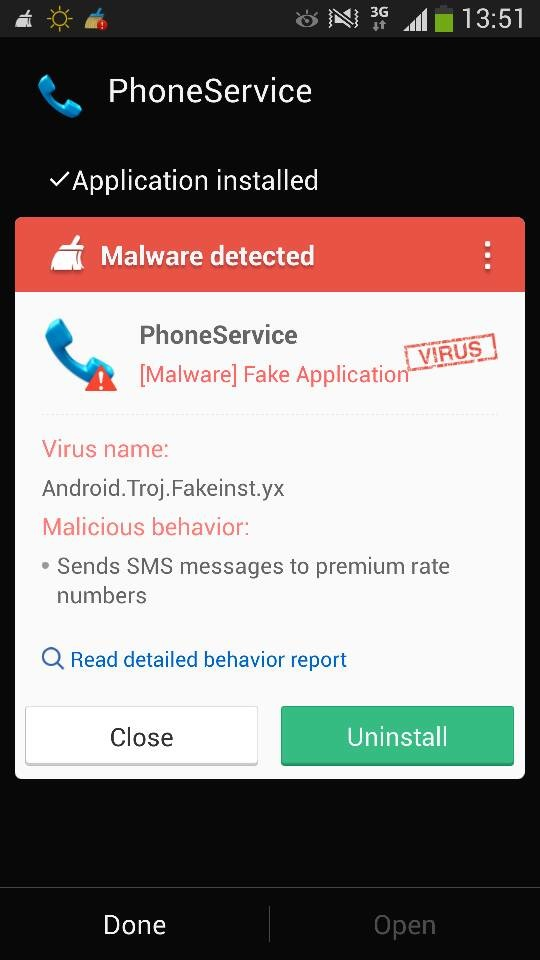 3G 13:51
PhoneService
Application installed
Malware detected
PhoneService
[Malware] Fake Application
VIRUS
Virus name:
Android.Troj.Fakeinst.yx
Malicious behavior:
• Sends SMS messages to premium rate
numbers
Read detailed behavior report
Close Uninstall
Done Open